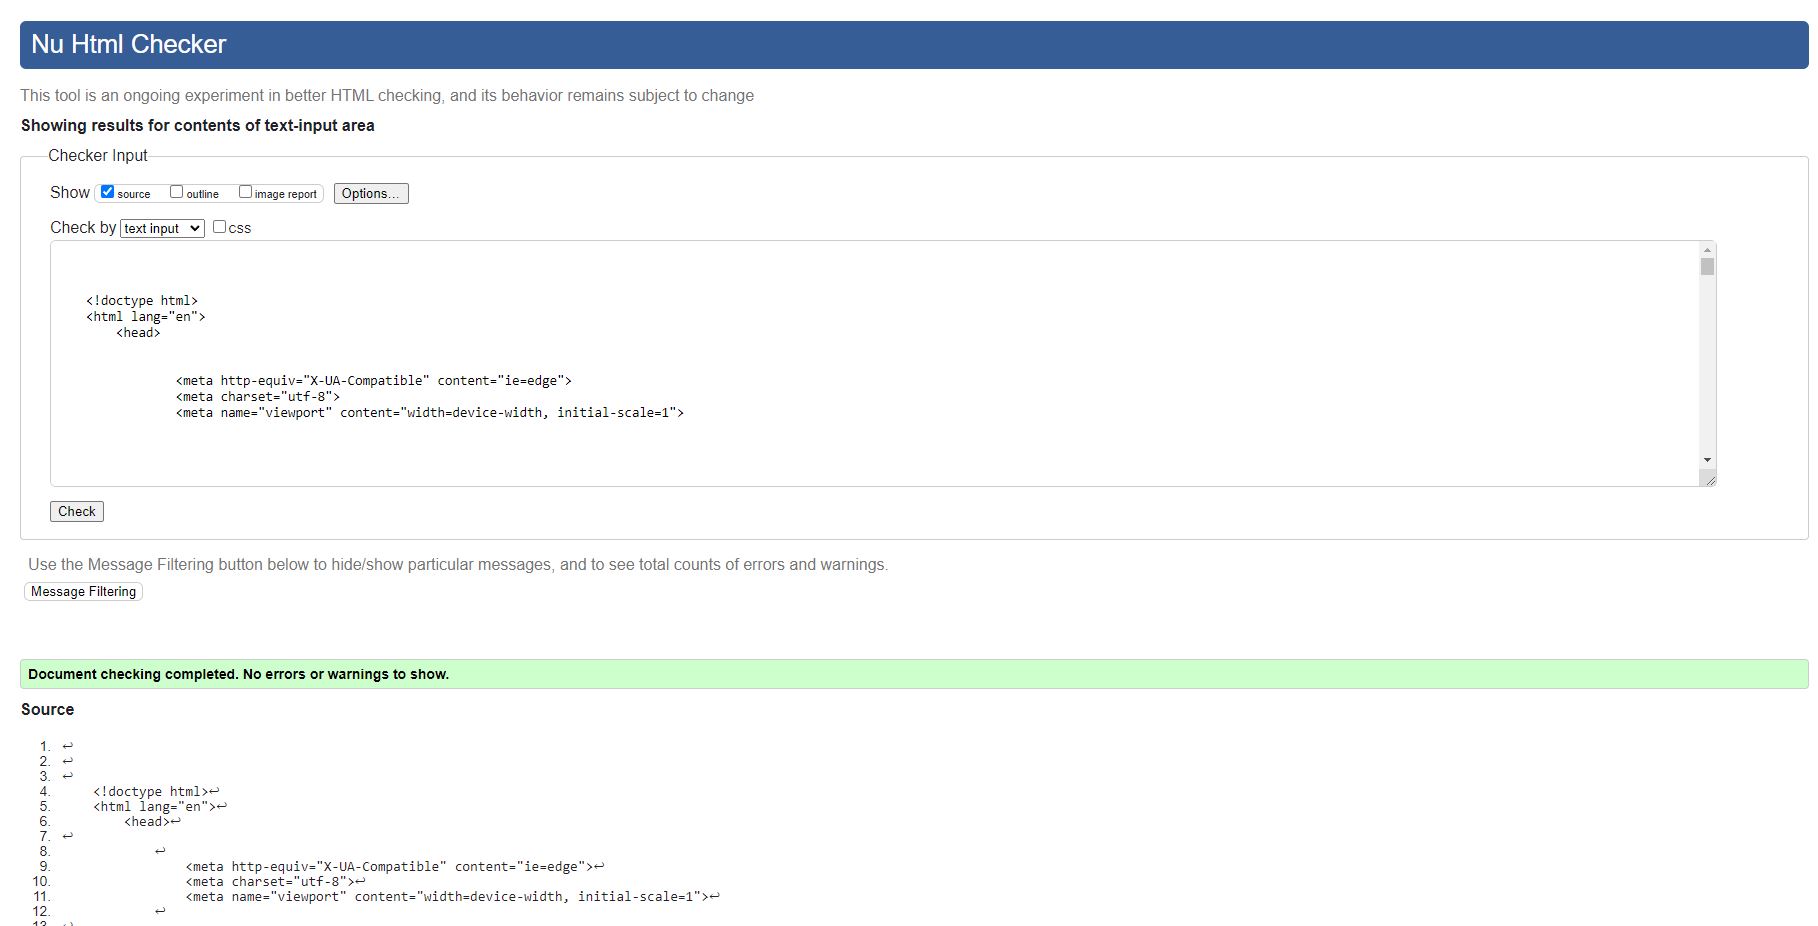 Nu Html Checker
This tool is an ongoing experiment in better HTML checking, and its behavior remains subject to change
Showing results for contents of text-input area
Checker Input
Show source outline image report Options...
Check by text input css
<!doctype html>
<html lang="en">
<head>
<meta http-equiv="X-UA-Compatible" content="ie=edge">
<meta charset="utf-8">
<meta name="viewport" content="width=device-width, initial-scale=1">
Check
Use the Message Filtering button below to hide/show particular messages, and to see total counts of errors and warnings.
Message Filtering
Document checking completed. No errors or warnings to show.
Source
1. ↩
2. ↩
3. ↩
4. <!doctype html>↩
5. <html lang="en">↩
6. <head>↩
7. ↩
8. ↩
9. <meta http-equiv="X-UA-Compatible" content="ie=edge">↩
10. <meta charset="utf-8">↩
11. <meta name="viewport" content="width=device-width, initial-scale=1">↩
12. ↩